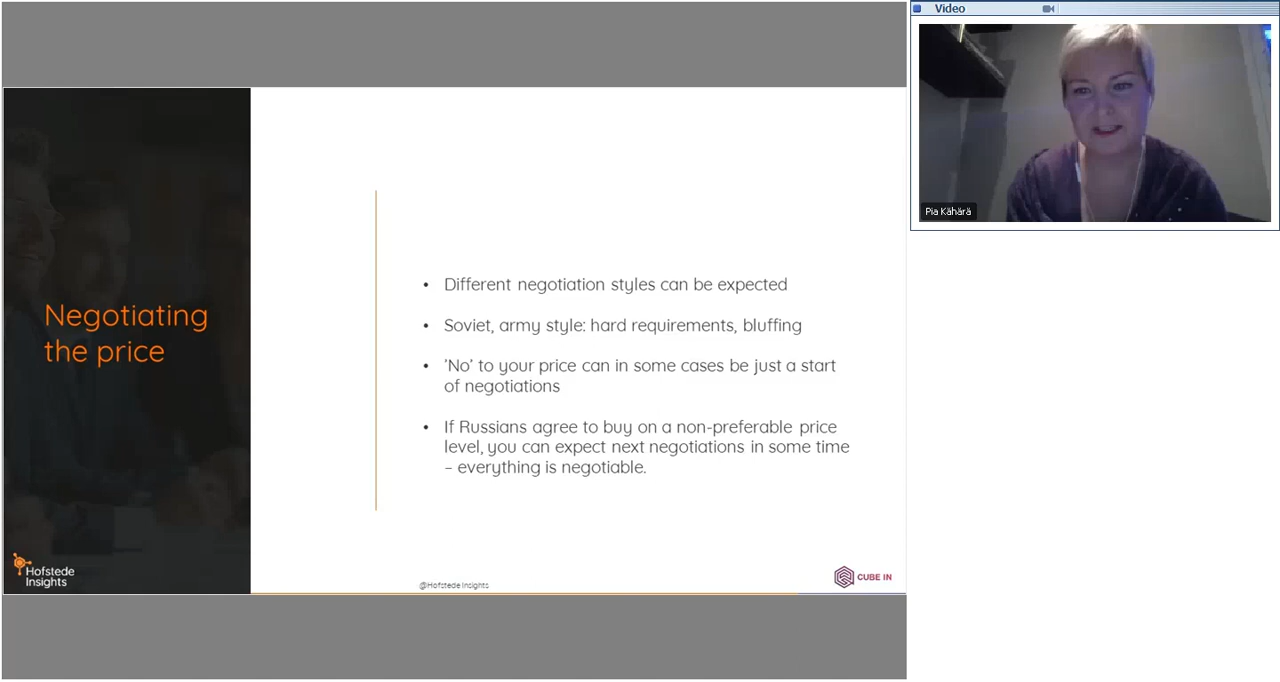 Video
Pia Kähärä
Negotiating
the price
• Different negotiation styles can be expected
• Soviet, army style: hard requirements, bluffing
• ’No’ to your price can in some cases be just a start
of negotiations
• If Russians agree to buy on a non-preferable price
level, you can expect next negotiations in some time
– everything is negotiable.
Hofstede
Insights
@Hofstede Insights
CUBE IN